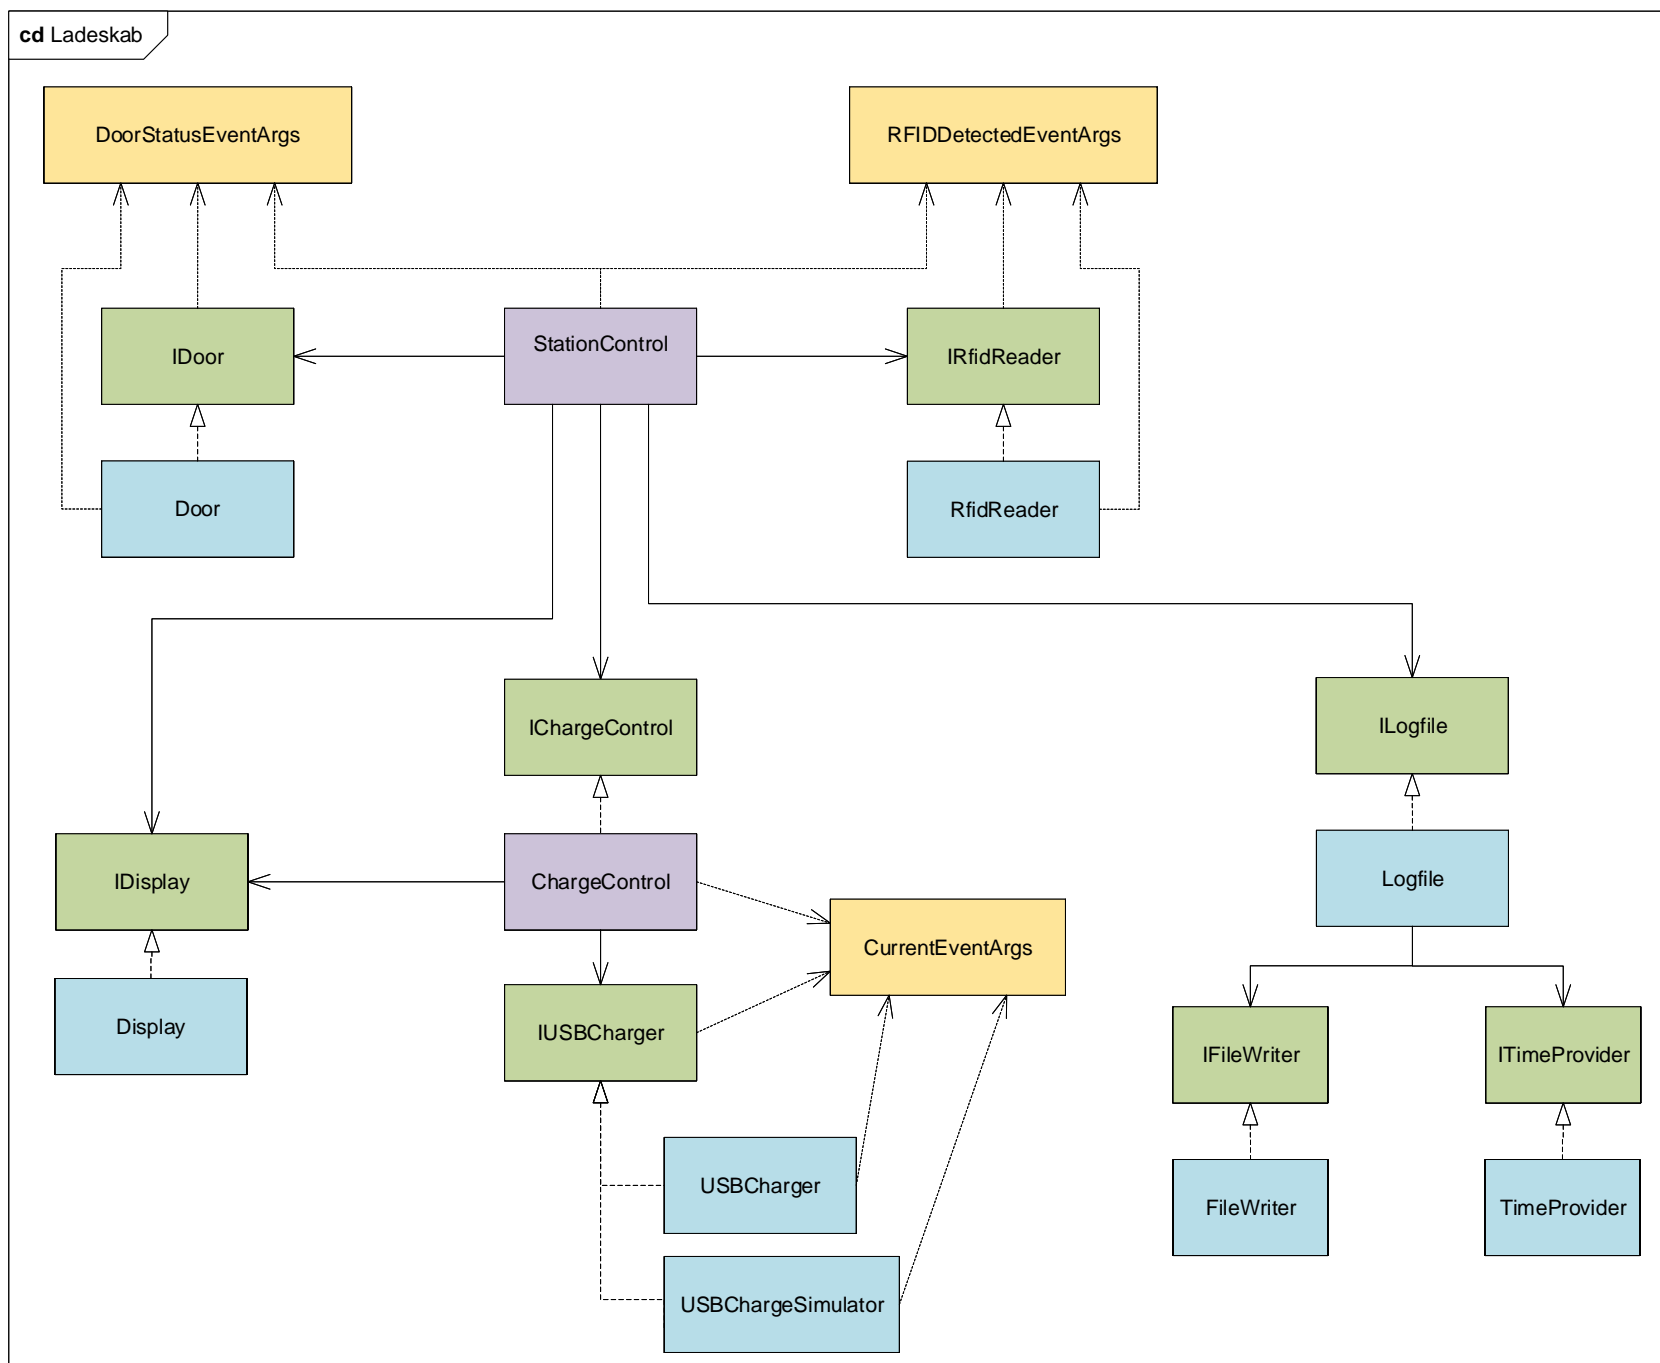 cd Ladeskab
DoorStatusEventArgs
RFIDDetectedEventArgs
IDoor
StationControl
IRfidReader
Door
RfidReader
IChargeControl
ILogfile
IDisplay
ChargeControl
Logfile
CurrentEventArgs
Display
IUSBCharger
IFileWriter
ITimeProvider
USBCharger
FileWriter
TimeProvider
USBChargeSimulator